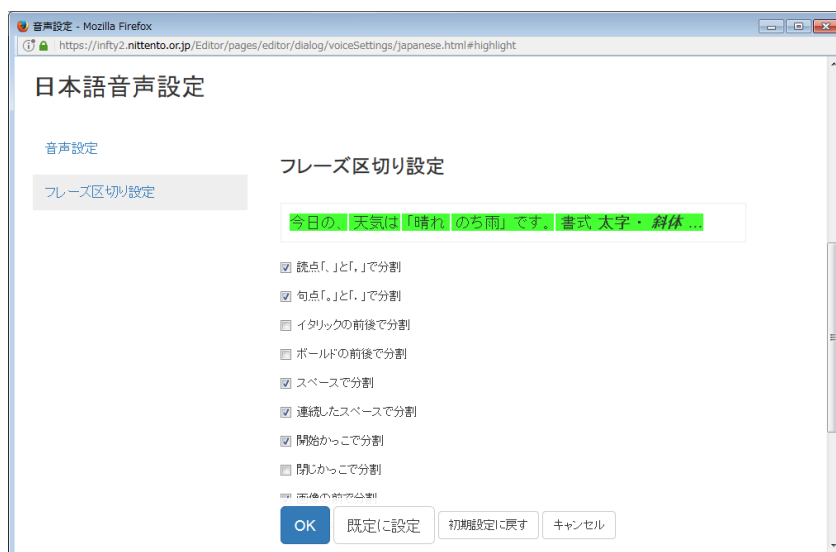 音声設定 - Mozilla Firefox
https://infty2.nittento.or.jp/Editor/pages/editor/dialog/voiceSettings/japanese.html#highlight
日本語音声設定
音声設定
フレーズ区切り設定
フレーズ区切り設定
今日の、 天気は 「晴れ のち雨」です。 書式 太字・ 斜体 ...
読点「、」と「，」で分割
句点「。」と「．」で分割
イタリックの前後で分割
ボールドの前後で分割
スペースで分割
連続したスペースで分割
開始かっこで分割
閉じかっこで分割
画像の前で分割
OK 既定に設定 初期設定に戻す キャンセル